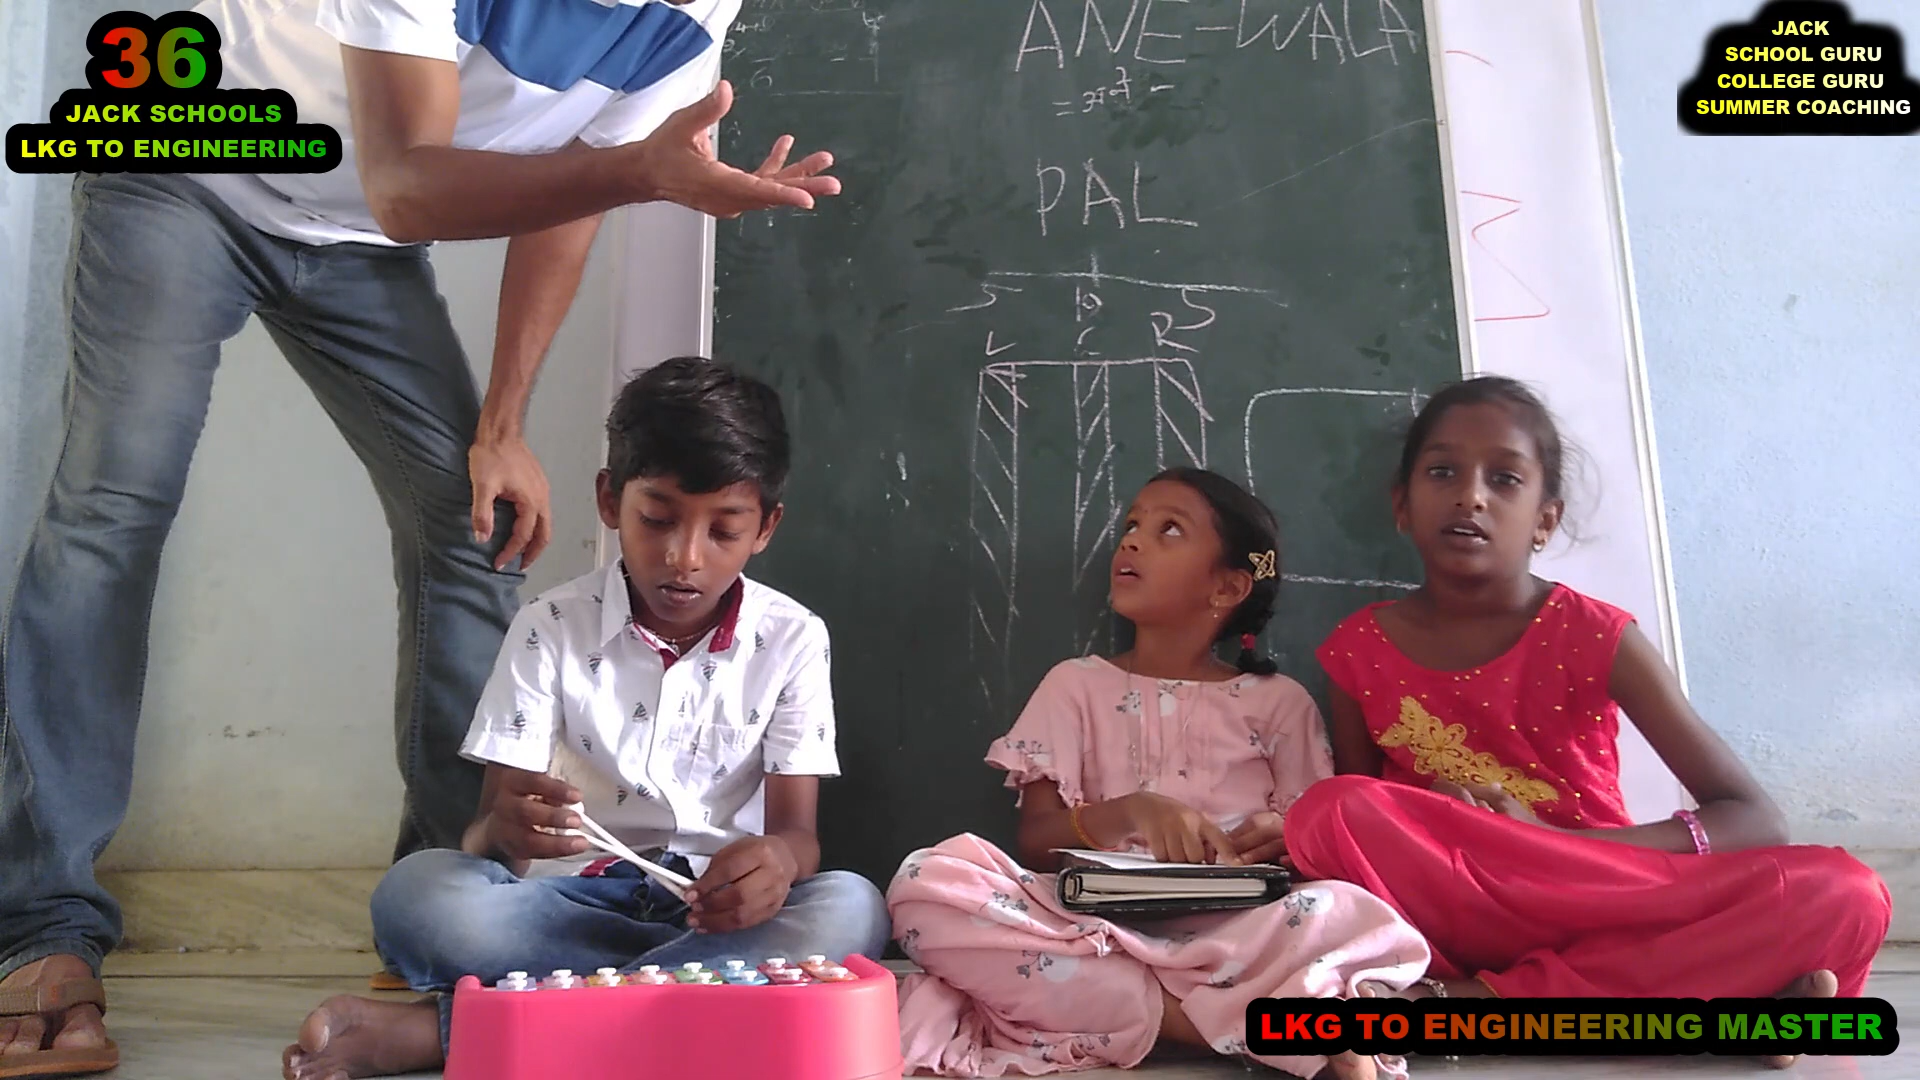 36
JACK SCHOOLS
LKG TO ENGINEERING
JACK
SCHOOL GURU
COLLEGE GURU
SUMMER COACHING
ANE-WALA
PAL
S D S
L C R
LKG TO ENGINEERING MASTER